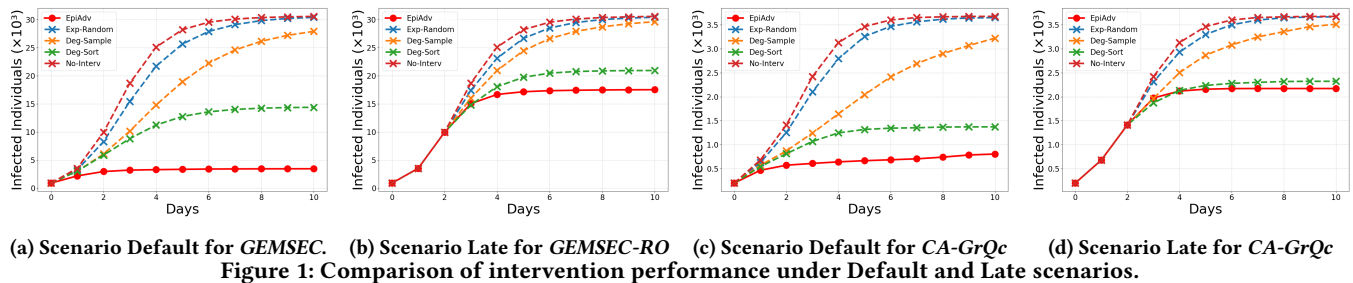 Infected Individuals (×10³)
30
25
20
15
10
5
0
EpiAdv
Exp-Random
Deg-Sample
Deg-Sort
No-Interv
0 2 4 6 8 10
Days
Infected Individuals (×10³)
30
25
20
15
10
5
0
EpiAdv
Exp-Random
Deg-Sample
Deg-Sort
No-Interv
0 2 4 6 8 10
Days
Infected Individuals (×10³)
3.5
3.0
2.5
2.0
1.5
1.0
0.5
EpiAdv
Exp-Random
Deg-Sample
Deg-Sort
No-Interv
0 2 4 6 8 10
Days
Infected Individuals (×10³)
3.5
3.0
2.5
2.0
1.5
1.0
0.5
EpiAdv
Exp-Random
Deg-Sample
Deg-Sort
No-Interv
0 2 4 6 8 10
Days
(a) Scenario Default for GEMSEC.
(b) Scenario Late for GEMSEC-RO
(c) Scenario Default for CA-GrQc
(d) Scenario Late for CA-GrQc
Figure 1: Comparison of intervention performance under Default and Late scenarios.